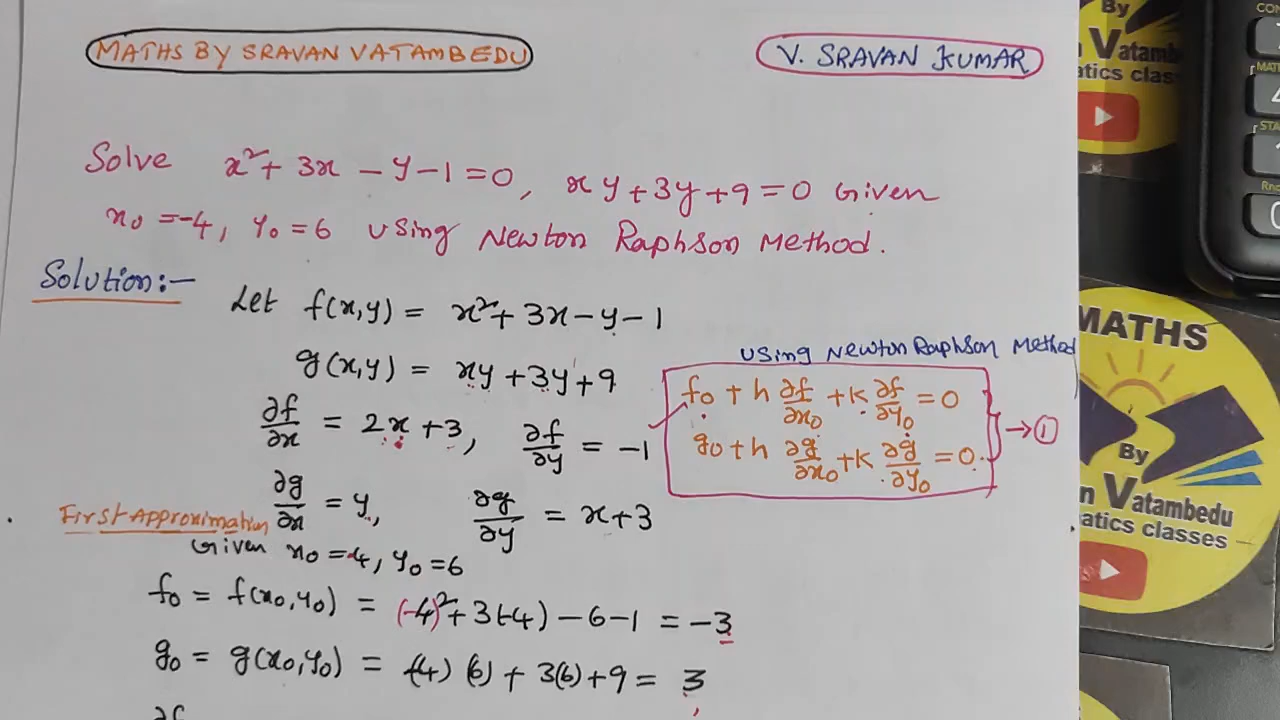 MATHS BY SRAVAN VATAMBEDU
V. SRAVAN KUMAR
Solve x²+ 3x - y - 1 = 0, xy + 3y + 9 = 0 Given
x₀ = -4, y₀ = 6 using Newton Raphson Method.
Solution:-
Let f(x,y) = x²+ 3x - y - 1
g(x,y) = xy + 3y + 9
∂f/∂x = 2x + 3, ∂f/∂y = -1
∂g/∂x = y, ∂g/∂y = x + 3
using Newton Raphson Method
f₀ + h ∂f/∂x₀ + k ∂f/∂y₀ = 0
g₀ + h ∂g/∂x₀ + k ∂g/∂y₀ = 0. → ①
First Approximation
Given x₀ = -4, y₀ = 6
f₀ = f(x₀,y₀) = (-4)²+ 3(-4) - 6 - 1 = -3
g₀ = g(x₀,y₀) = (-4) (6) + 3(6) + 9 = 3
∂f
By
Vatambe
atics clas
MATHS
By
n Vatambedu
atics classes